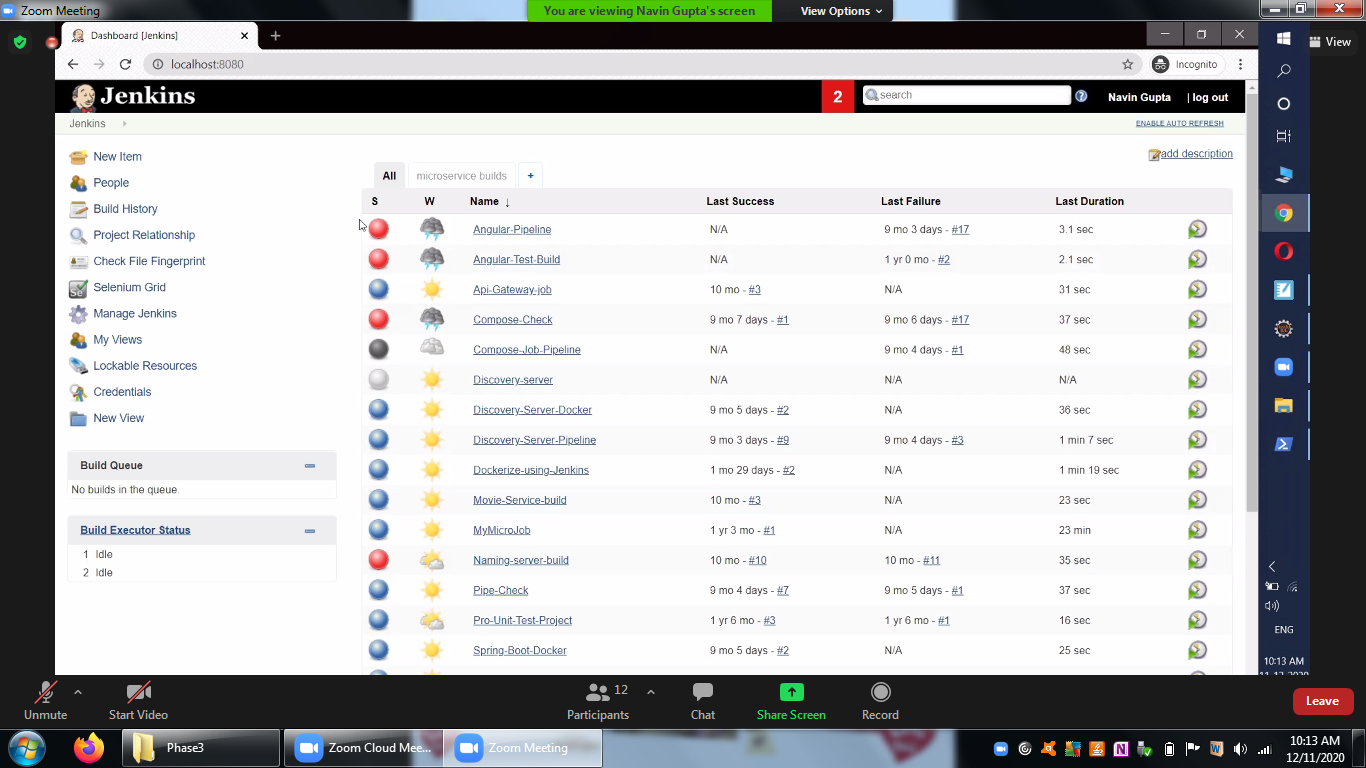 Zoom Meeting
You are viewing Navin Gupta's screen
View Options
Dashboard [Jenkins]
View
localhost:8080
Incognito
Jenkins
2
search
Navin Gupta
| log out
Jenkins
ENABLE AUTO REFRESH
New Item
People
Build History
Project Relationship
Check File Fingerprint
Selenium Grid
Manage Jenkins
My Views
Lockable Resources
Credentials
New View
Build Queue
No builds in the queue.
Build Executor Status
1 Idle
2 Idle
add description
All microservice builds +
S W Name ↓ Last Success Last Failure Last Duration
Angular-Pipeline N/A 9 mo 3 days - #17 3.1 sec
Angular-Test-Build N/A 1 yr 0 mo - #2 2.1 sec
Api-Gateway-job 10 mo - #3 N/A 31 sec
Compose-Check 9 mo 7 days - #1 9 mo 6 days - #17 37 sec
Compose-Job-Pipeline N/A 9 mo 4 days - #1 48 sec
Discovery-server N/A N/A N/A
Discovery-Server-Docker 9 mo 5 days - #2 N/A 36 sec
Discovery-Server-Pipeline 9 mo 3 days - #9 9 mo 4 days - #3 1 min 7 sec
Dockerize-using-Jenkins 1 mo 29 days - #2 N/A 1 min 19 sec
Movie-Service-build 10 mo - #3 N/A 23 sec
MyMicroJob 1 yr 3 mo - #1 N/A 23 min
Naming-server-build 10 mo - #10 10 mo - #11 35 sec
Pipe-Check 9 mo 4 days - #7 9 mo 5 days - #1 37 sec
Pro-Unit-Test-Project 1 yr 6 mo - #3 1 yr 6 mo - #1 16 sec
Spring-Boot-Docker 9 mo 5 days - #2 N/A 25 sec
ENG
10:13 AM
Unmute
Start Video
12
Participants
Chat
Share Screen
Record
Leave
Phase3
Zoom Cloud Mee...
Zoom Meeting
10:13 AM
12/11/2020